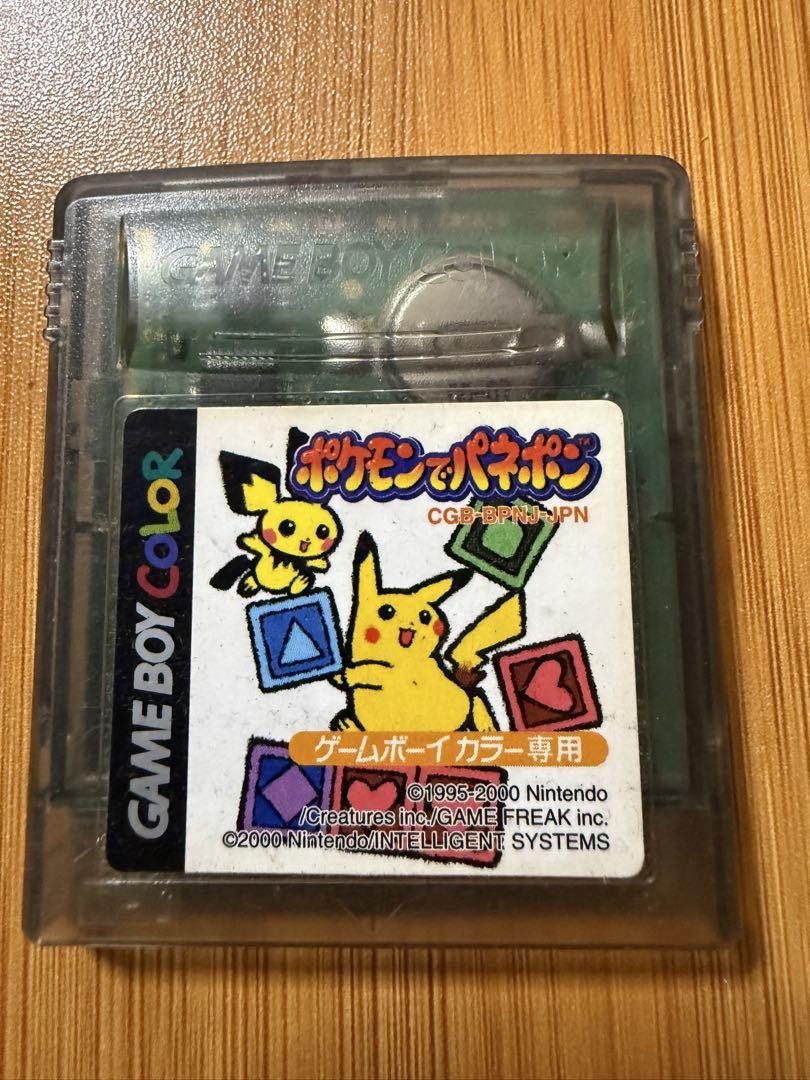 GAME BOY COLOR
GAME BOY COLOR
ポケモンでパネポン™
CGB-BPNJ-JPN
ゲームボーイカラー専用
©1995-2000 Nintendo
/Creatures inc./GAME FREAK inc.
©2000 Nintendo/INTELLIGENT SYSTEMS